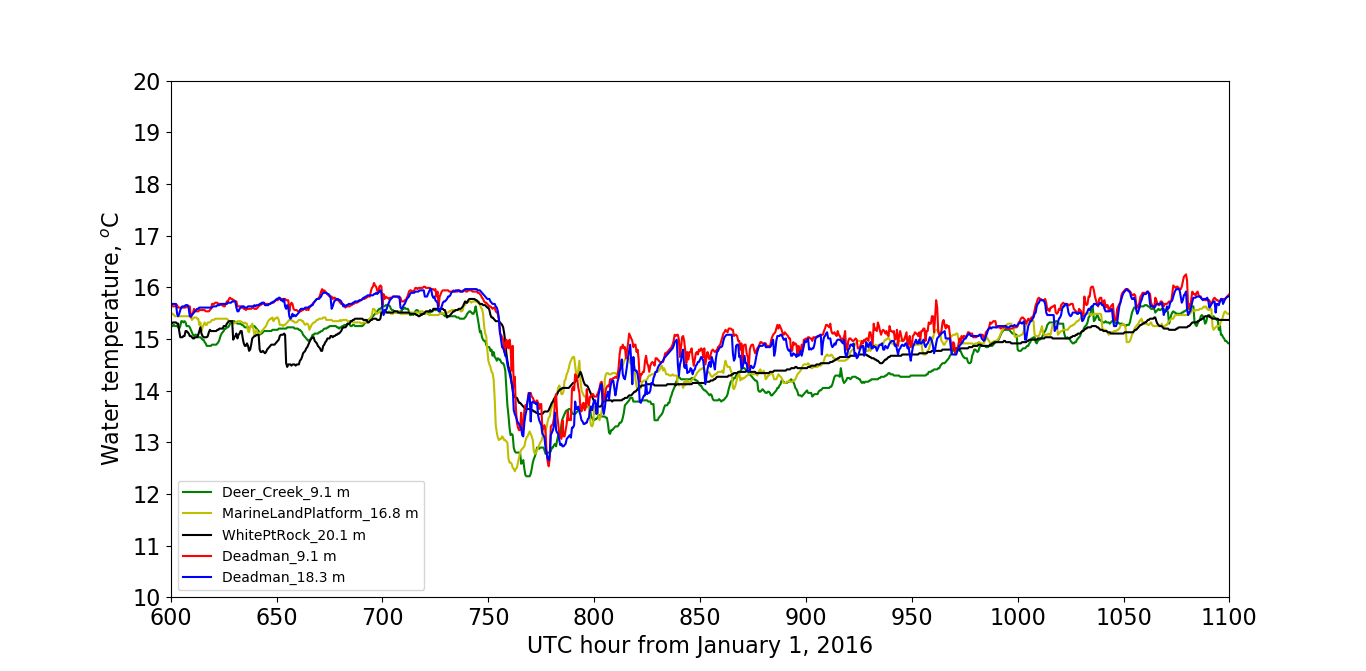 20
19
18
17
16
15
14
13
12
11
10
Water temperature, °C
Deer_Creek_9.1 m
MarineLandPlatform_16.8 m
WhitePtRock_20.1 m
Deadman_9.1 m
Deadman_18.3 m
600 650 700 750 800 850 900 950 1000 1050 1100
UTC hour from January 1, 2016